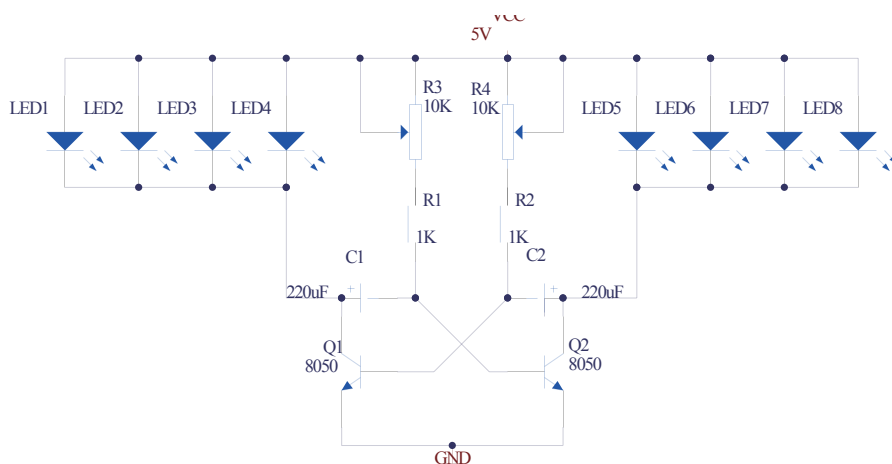 VCC
5V
R3
10K
R4
10K
LED1
LED2
LED3
LED4
LED5
LED6
LED7
LED8
R1
1K
R2
1K
C1
C2
+
+
220uF
220uF
Q1
8050
Q2
8050
GND